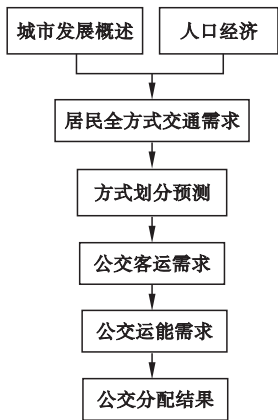 城市发展概述
人口经济
居民全方式交通需求
方式划分预测
公交客运需求
公交运能需求
公交分配结果